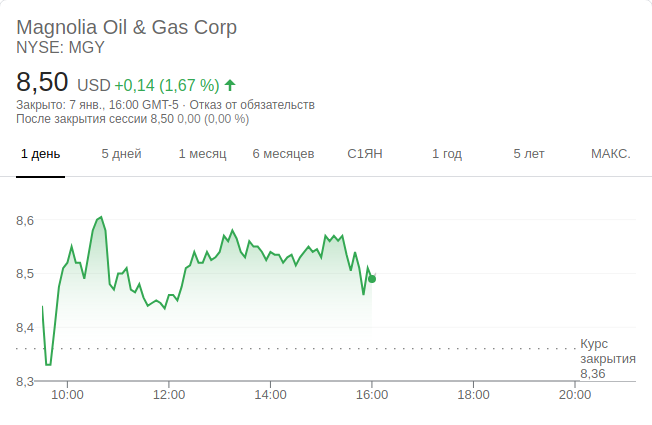 Magnolia Oil & Gas Corp
NYSE: MGY
8,50 USD +0,14 (1,67 %)
Закрыто: 7 янв., 16:00 GMT-5 · Отказ от обязательств
После закрытия сессии 8,50 0,00 (0,00 %)
1 день 5 дней 1 месяц 6 месяцев С1ЯН 1 год 5 лет МАКС.
8,6
8,5
8,4
Курс
закрытия
8,36
8,3
10:00 12:00 14:00 16:00 18:00 20:00